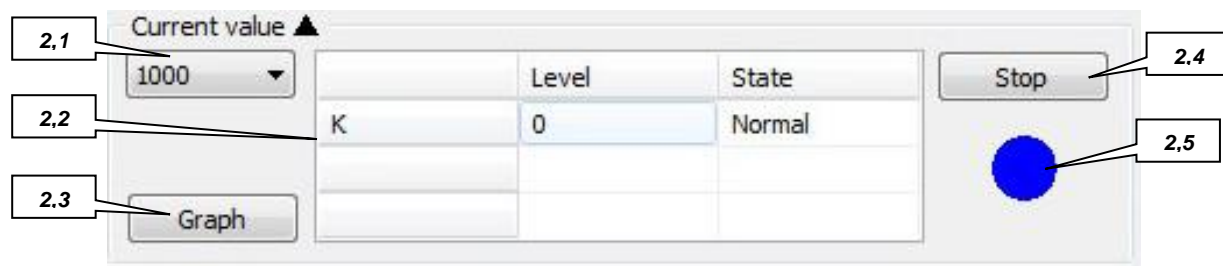 Current value ▲
2,1
1000
Level State
Stop
2.4
2,2
K 0 Normal
2,5
2.3
Graph